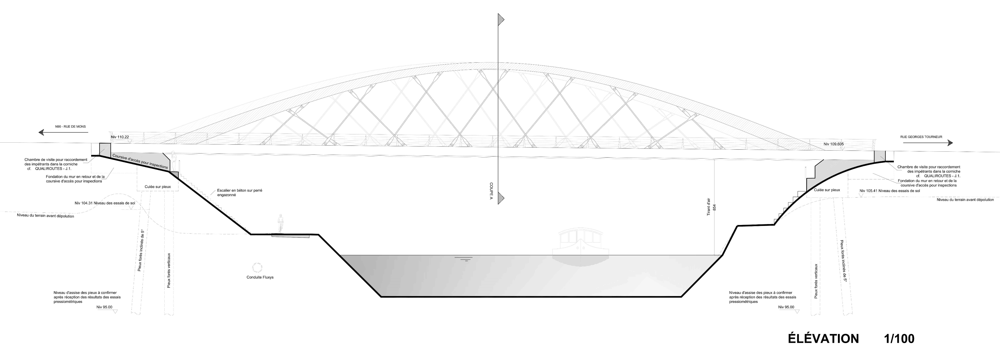 N90 - RUE DE MONS
Niv 110.22
RUE GEORGES TOURNEUR
Niv 109.605
Coursive d'accès pour inspections
Chambre de visite pour raccordement
des impétrants dans la corniche
cf. QUALIROUTES - J.1.
Fondation du mur en retour et de la
coursive d'accès pour inspections
Culée sur pieux
Escalier en béton sur perré
engazonné
Niv 104.31 Niveau des essais de sol
Niveau du terrain avant dépolution
Pieux forés inclinés de 5°
Pieux forés verticaux
Conduite Fluxys
Niveau d'assise des pieux à confirmer
après réception des résultats des essais
pressiométriques
Niv 95.00
COUPE A
Tirant d'air
854
Chambre de visite pour raccordement
des impétrants dans la corniche
cf. QUALIROUTES - J.1.
Fondation du mur en retour et de la
coursive d'accès pour inspections
Culée sur pieux
Niv 105.41 Niveau des essais de sol
Niveau du terrain avant dépolution
Pieux forés verticaux
Pieux forés inclinés de 5°
Niveau d'assise des pieux à confirmer
après réception des résultats des essais
pressiométriques
Niv 95.00
ÉLÉVATION 1/100